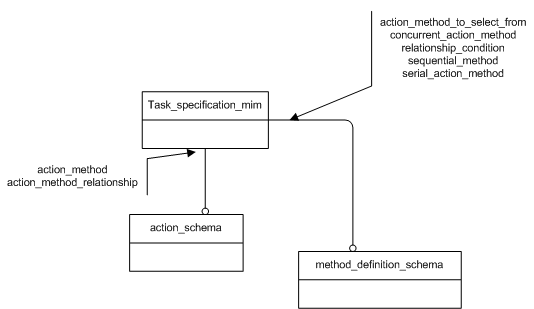 action_method_to_select_from
concurrent_action_method
relationship_condition
sequential_method
serial_action_method
Task_specification_mim
action_method
action_method_relationship
action_schema
method_definition_schema